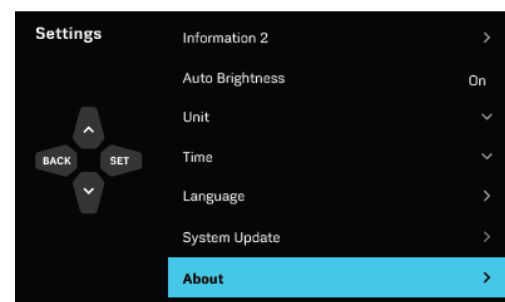 Settings
Information 2
Auto Brightness On
Unit
Time
BACK SET
Language
System Update
About